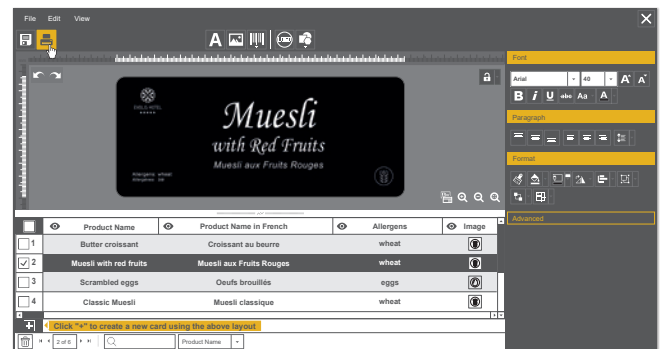 File Edit View
A
Font
Arial 40 A A
B i U abc Aa A
Paragraph
Format
Advanced
Muesli
with Red Fruits
Muesli aux Fruits Rouges
Allergens: wheat
Product Name Product Name in French Allergens Image
1 Butter croissant Croissant au beurre wheat
2 Muesli with red fruits Muesli aux Fruits Rouges wheat
3 Scrambled eggs Oeufs brouillés eggs
4 Classic Muesli Muesli classique wheat
Click "+" to create a new card using the above layout
2 of 6 Product Name